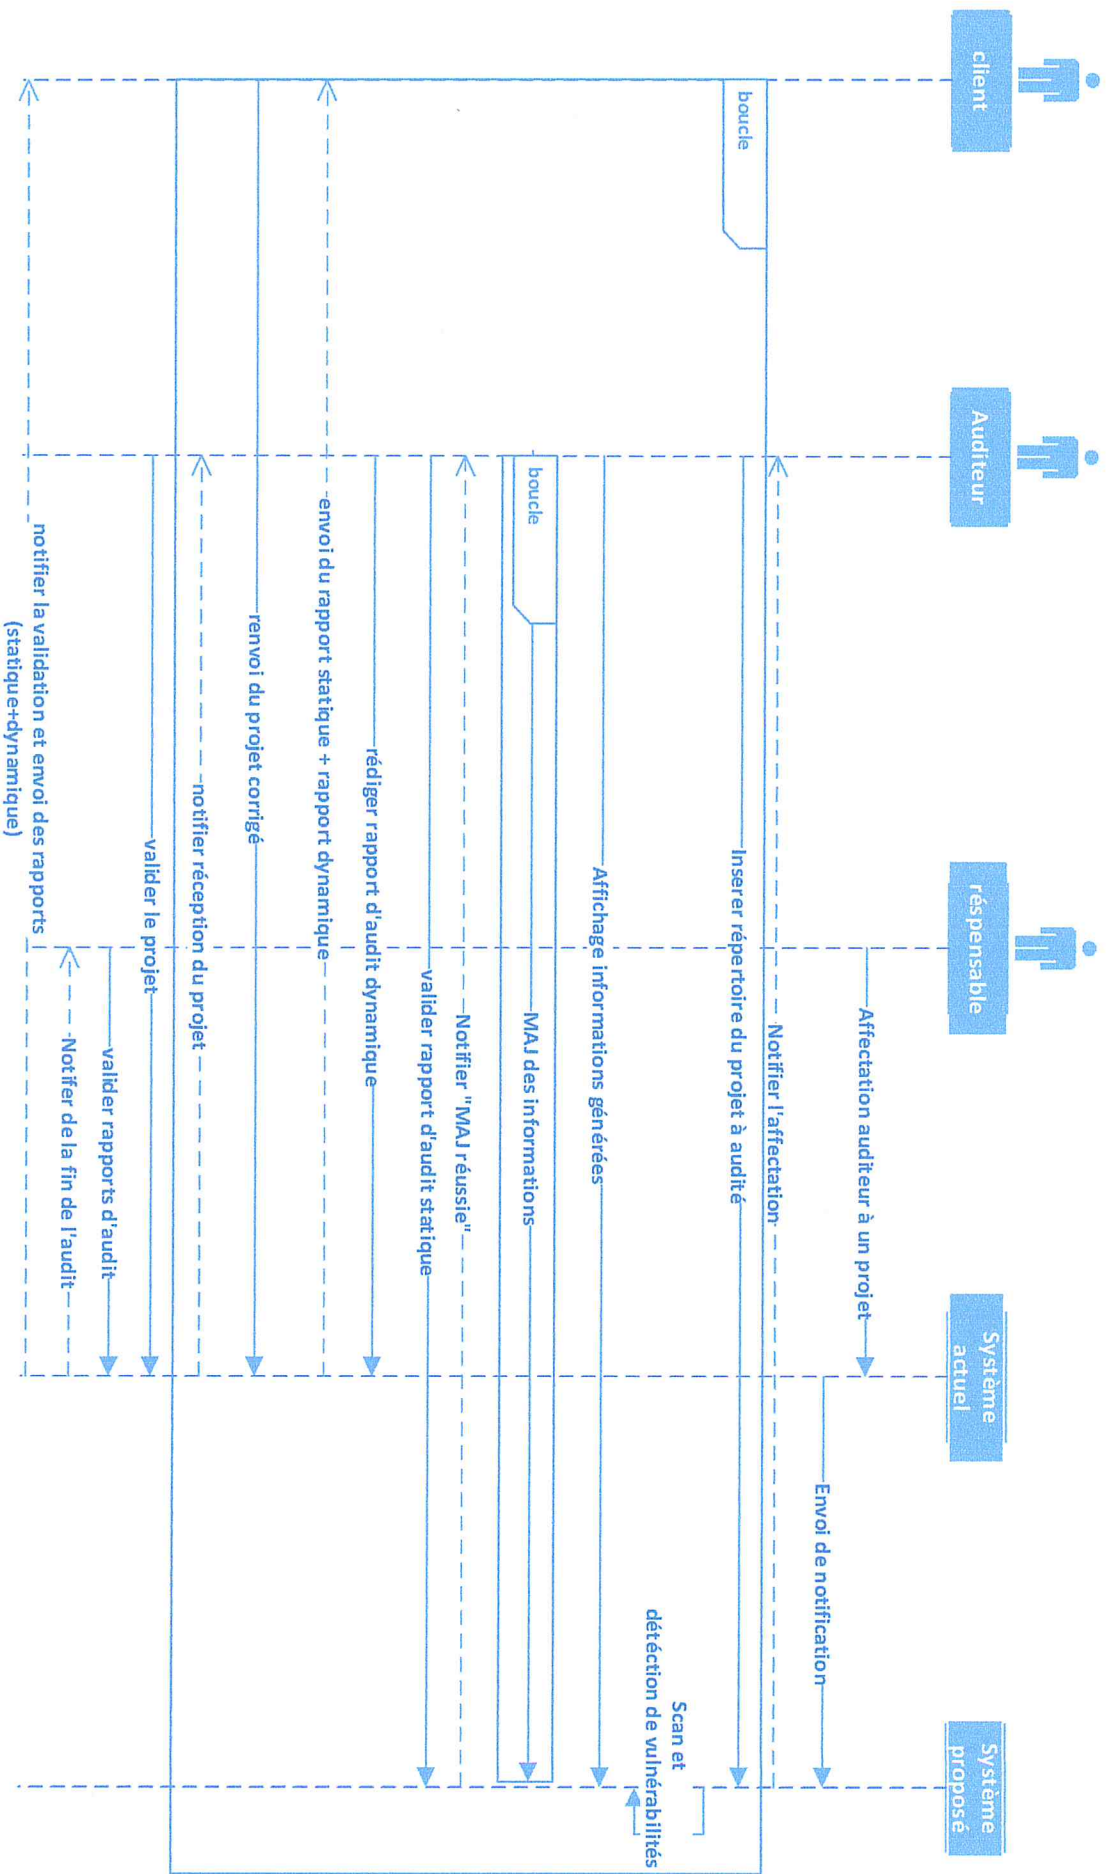 client
Auditeur
réspensable
Système
actuel
Système
proposé
Affectation auditeur à un projet
Envoi de notification
Notifier l'affectation
boucle
Inserer répertoire du projet à audité
Scan et
détéction de vulnérabilités
Affichage informations générées
boucle
MAJ des informations
Notifier "MAJ réussie"
valider rapport d'audit statique
rédiger rapport d'audit dynamique
envoi du rapport statique + rapport dynamique
renvoi du projet corrigé
notifier réception du projet
valider le projet
valider rapports d'audit
Notifer de la fin de l'audit
notifier la validation et envoi des rapports
(statique+dynamique)